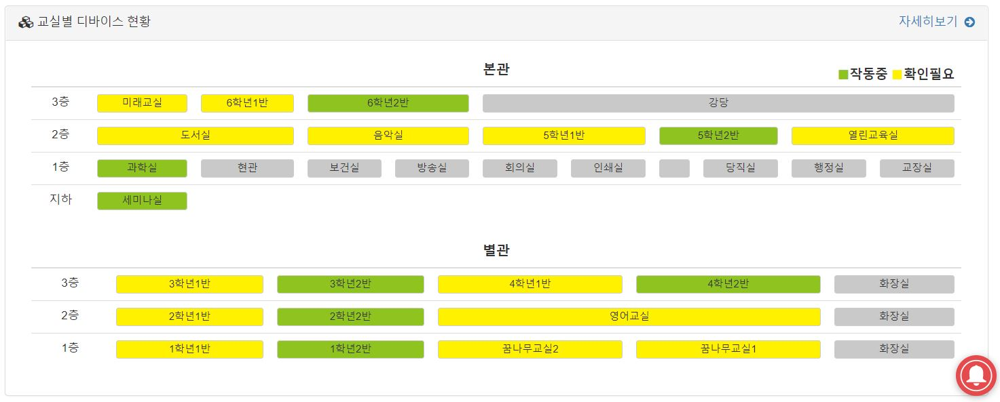 교실별 디바이스 현황 자세히보기
본관
작동중 확인필요
3층 미래교실 6학년1반 6학년2반 강당
2층 도서실 음악실 5학년1반 5학년2반 열린교육실
1층 과학실 현관 보건실 방송실 회의실 인쇄실 당직실 행정실 교장실
지하 세미나실
별관
3층 3학년1반 3학년2반 4학년1반 4학년2반 화장실
2층 2학년1반 2학년2반 영어교실 화장실
1층 1학년1반 1학년2반 꿈나무교실2 꿈나무교실1 화장실